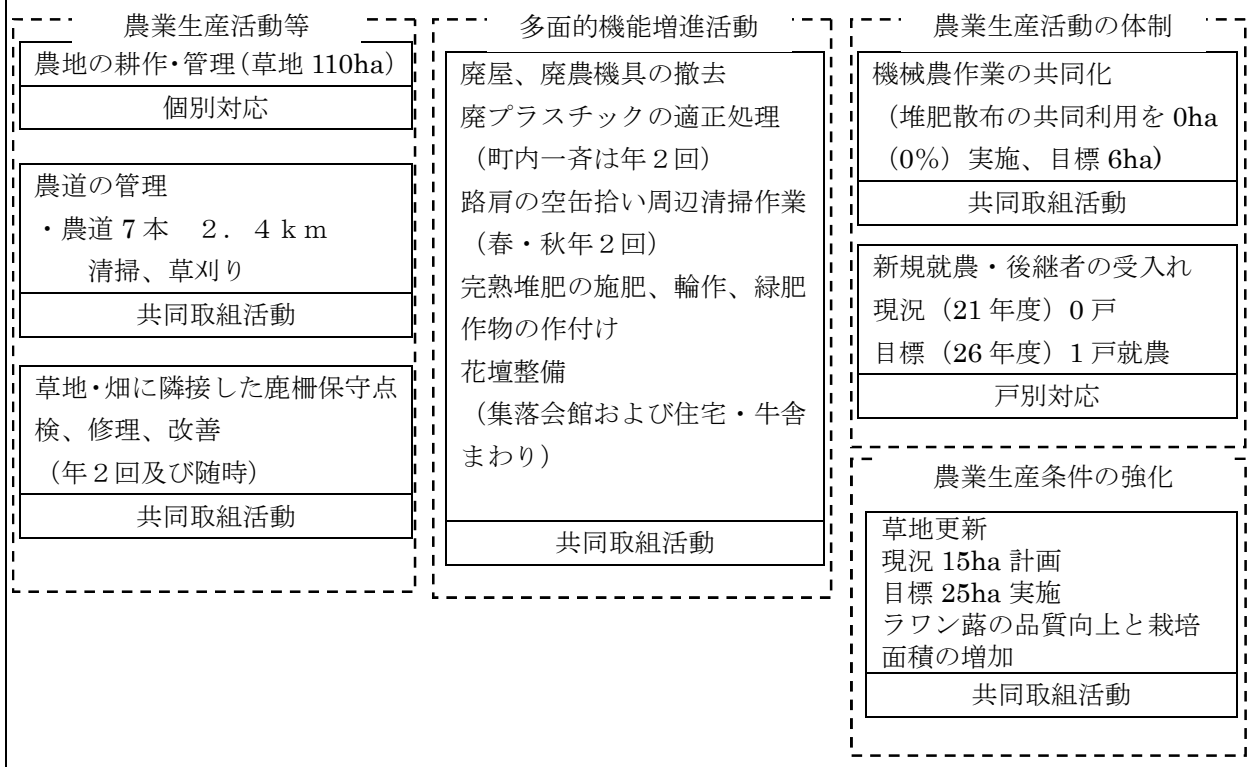 農業生産活動等
農地の耕作・管理（草地 110ha）
個別対応
農道の管理
・農道 7 本　２．４ｋｍ
清掃、草刈り
共同取組活動
草地・畑に隣接した鹿柵保守点
検、修理、改善
（年２回及び随時）
共同取組活動
多面的機能増進活動
廃屋、廃農機具の撤去
廃プラスチックの適正処理
（町内一斉は年２回）
路肩の空缶拾い周辺清掃作業
（春・秋年２回）
完熟堆肥の施肥、輪作、緑肥
作物の作付け
花壇整備
（集落会館および住宅・牛舎
まわり）
共同取組活動
農業生産活動の体制
機械農作業の共同化
（堆肥散布の共同利用を 0ha
（0％）実施、目標 6ha)
共同取組活動
新規就農・後継者の受入れ
現況（21 年度）0 戸
目標（26 年度）1 戸就農
戸別対応
農業生産条件の強化
草地更新
現況 15ha 計画
目標 25ha 実施
ラワン蕗の品質向上と栽培
面積の増加
共同取組活動